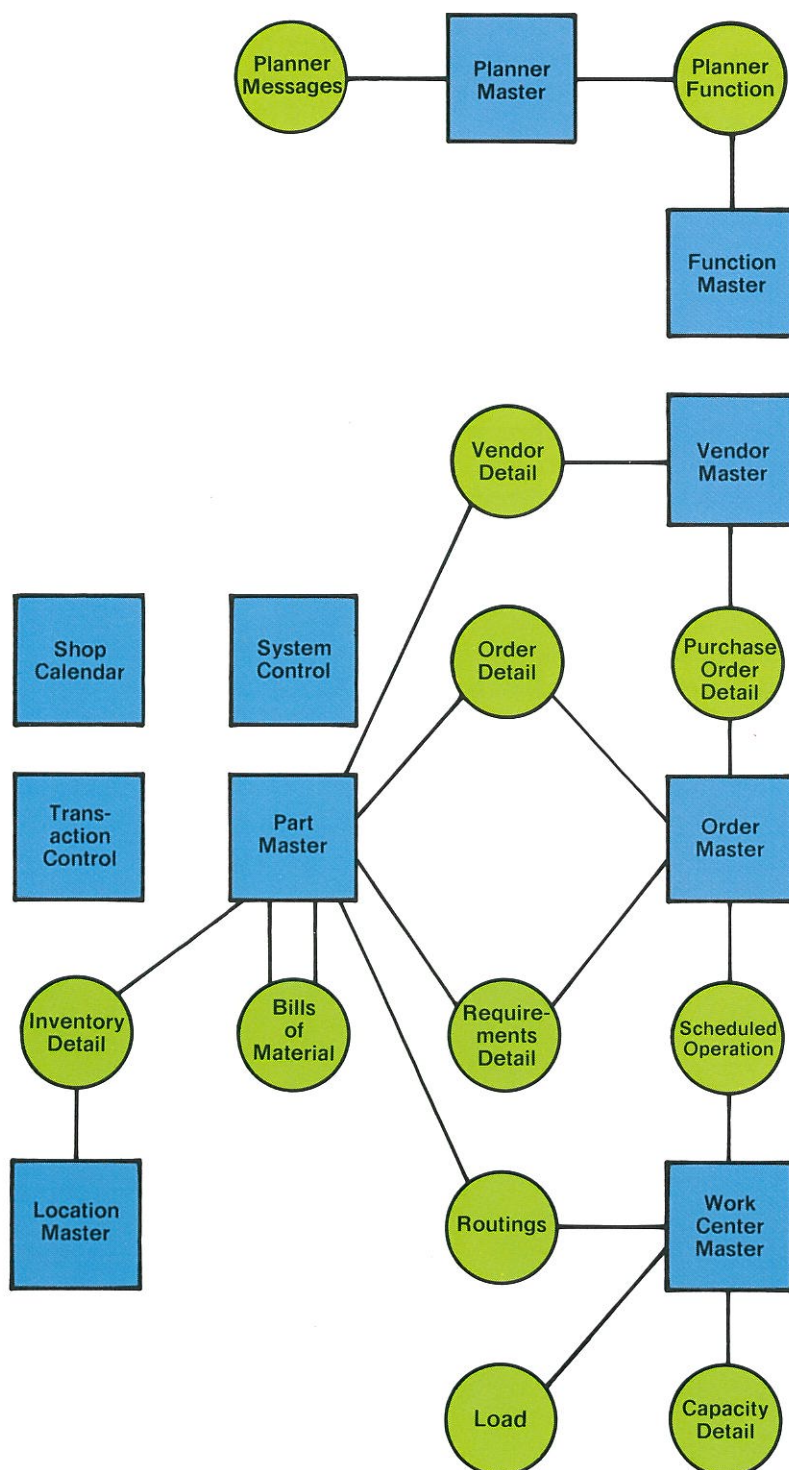 Planner
Messages
Planner
Master
Planner
Function
Function
Master
Vendor
Detail
Vendor
Master
Shop
Calendar
System
Control
Order
Detail
Purchase
Order
Detail
Trans-
action
Control
Part
Master
Order
Master
Inventory
Detail
Bills
of
Material
Require-
ments
Detail
Scheduled
Operation
Location
Master
Routings
Work
Center
Master
Load
Capacity
Detail